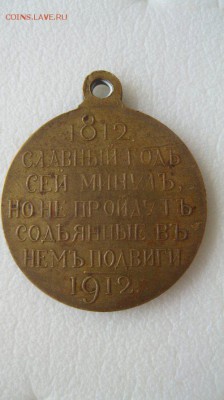 COINS.LAVE.RU
1812
СЛАВНЫЙ ГОДЪ
СЕЙ МИНУЛЪ,
НО НЕ ПРОЙДУТЪ
СОДѢЯННЫЕ ВЪ
НЕМЪ ПОДВИГИ
1912.